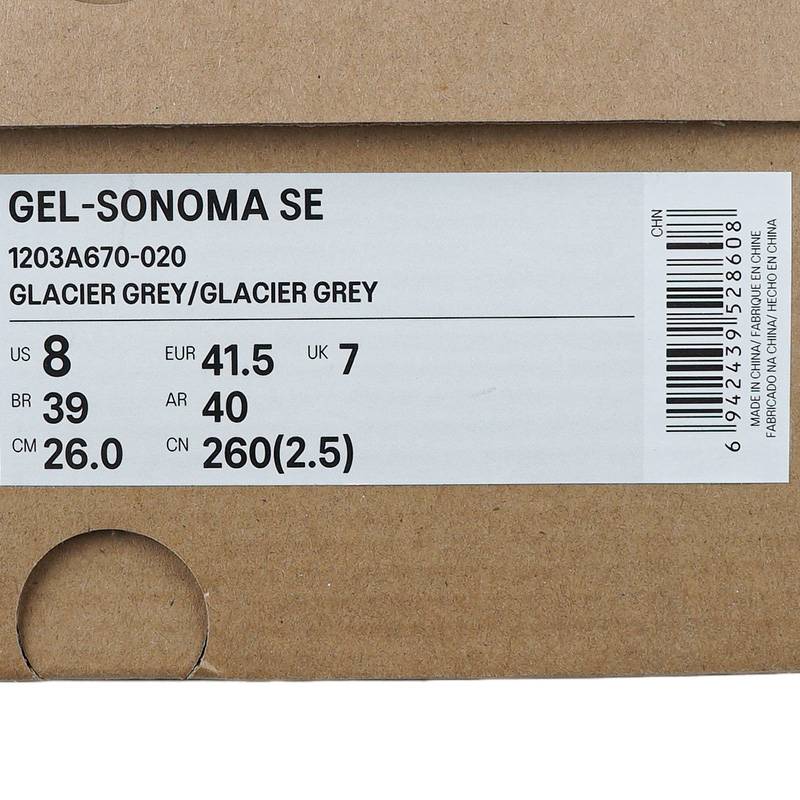 GEL-SONOMA SE
1203A670-020
GLACIER GREY/GLACIER GREY
US 8 EUR 41.5 UK 7
BR 39 AR 40
CM 26.0 CN 260(2.5)
CHN
6 942439 528608
MADE IN CHINA/ FABRIQUE EN CHINE
FABRICADO NA CHINA/ HECHO EN CHINA